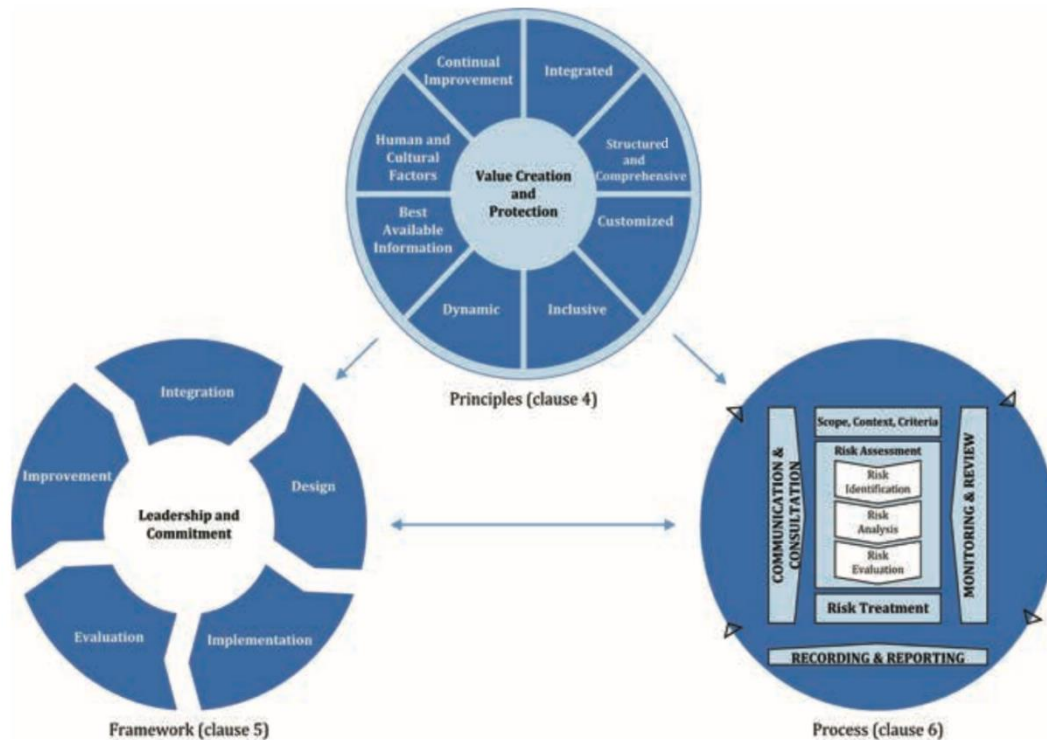 Continual
Improvement
Integrated
Human and
Cultural
Factors
Structured
and
Comprehensive
Value Creation
and
Protection
Best
Available
Information
Customized
Dynamic
Inclusive
Principles (clause 4)
Integration
Improvement
Design
Leadership and
Commitment
Evaluation
Implementation
Framework (clause 5)
Scope, Context, Criteria
Risk Assessment
Risk
Identification
Risk
Analysis
Risk
Evaluation
Risk Treatment
COMMUNICATION &
CONSULTATION
MONITORING & REVIEW
RECORDING & REPORTING
Process (clause 6)